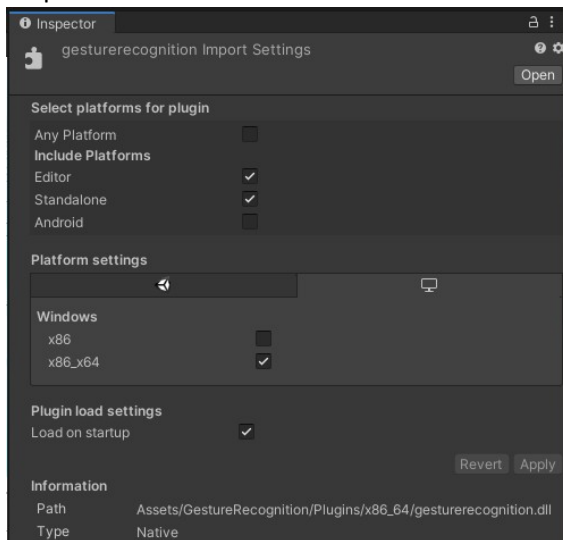 Inspector
gesturerecognition Import Settings
Open
Select platforms for plugin
Any Platform
Include Platforms
Editor
Standalone
Android
Platform settings
Windows
x86
x86_x64
Plugin load settings
Load on startup
Revert Apply
Information
Path Assets/GestureRecognition/Plugins/x86_64/gesturerecognition.dll
Type Native